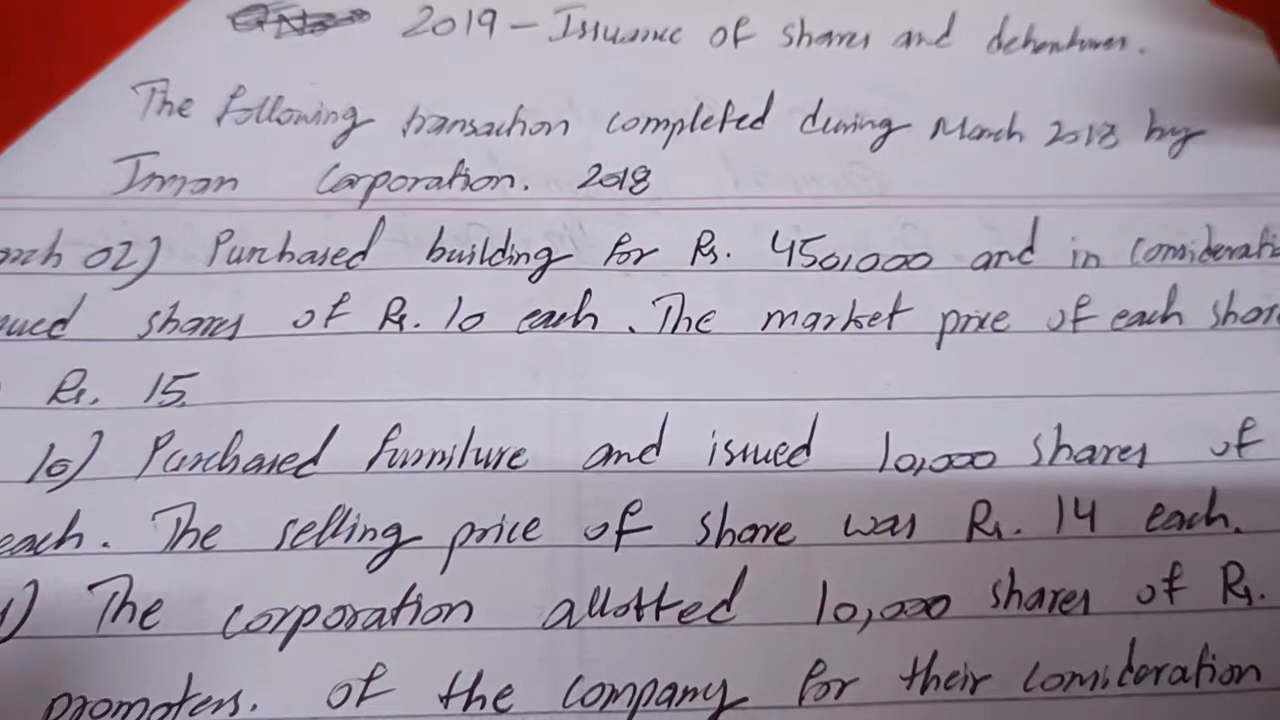 2019 - Issuance of shares and debentures.
The following transaction completed during March 2018 by
Inman Corporation. 2018
02) Purchased building for Rs. 450,000 and in
shares of Rs. 10 each. The market price of each
Rs. 15.
10) Purchased furniture and issued 10,000 shares of
each. The selling price of share was Rs. 14 each.
1) The corporation allotted 10,000 shares of Rs.
promoters. of the company for their consideration